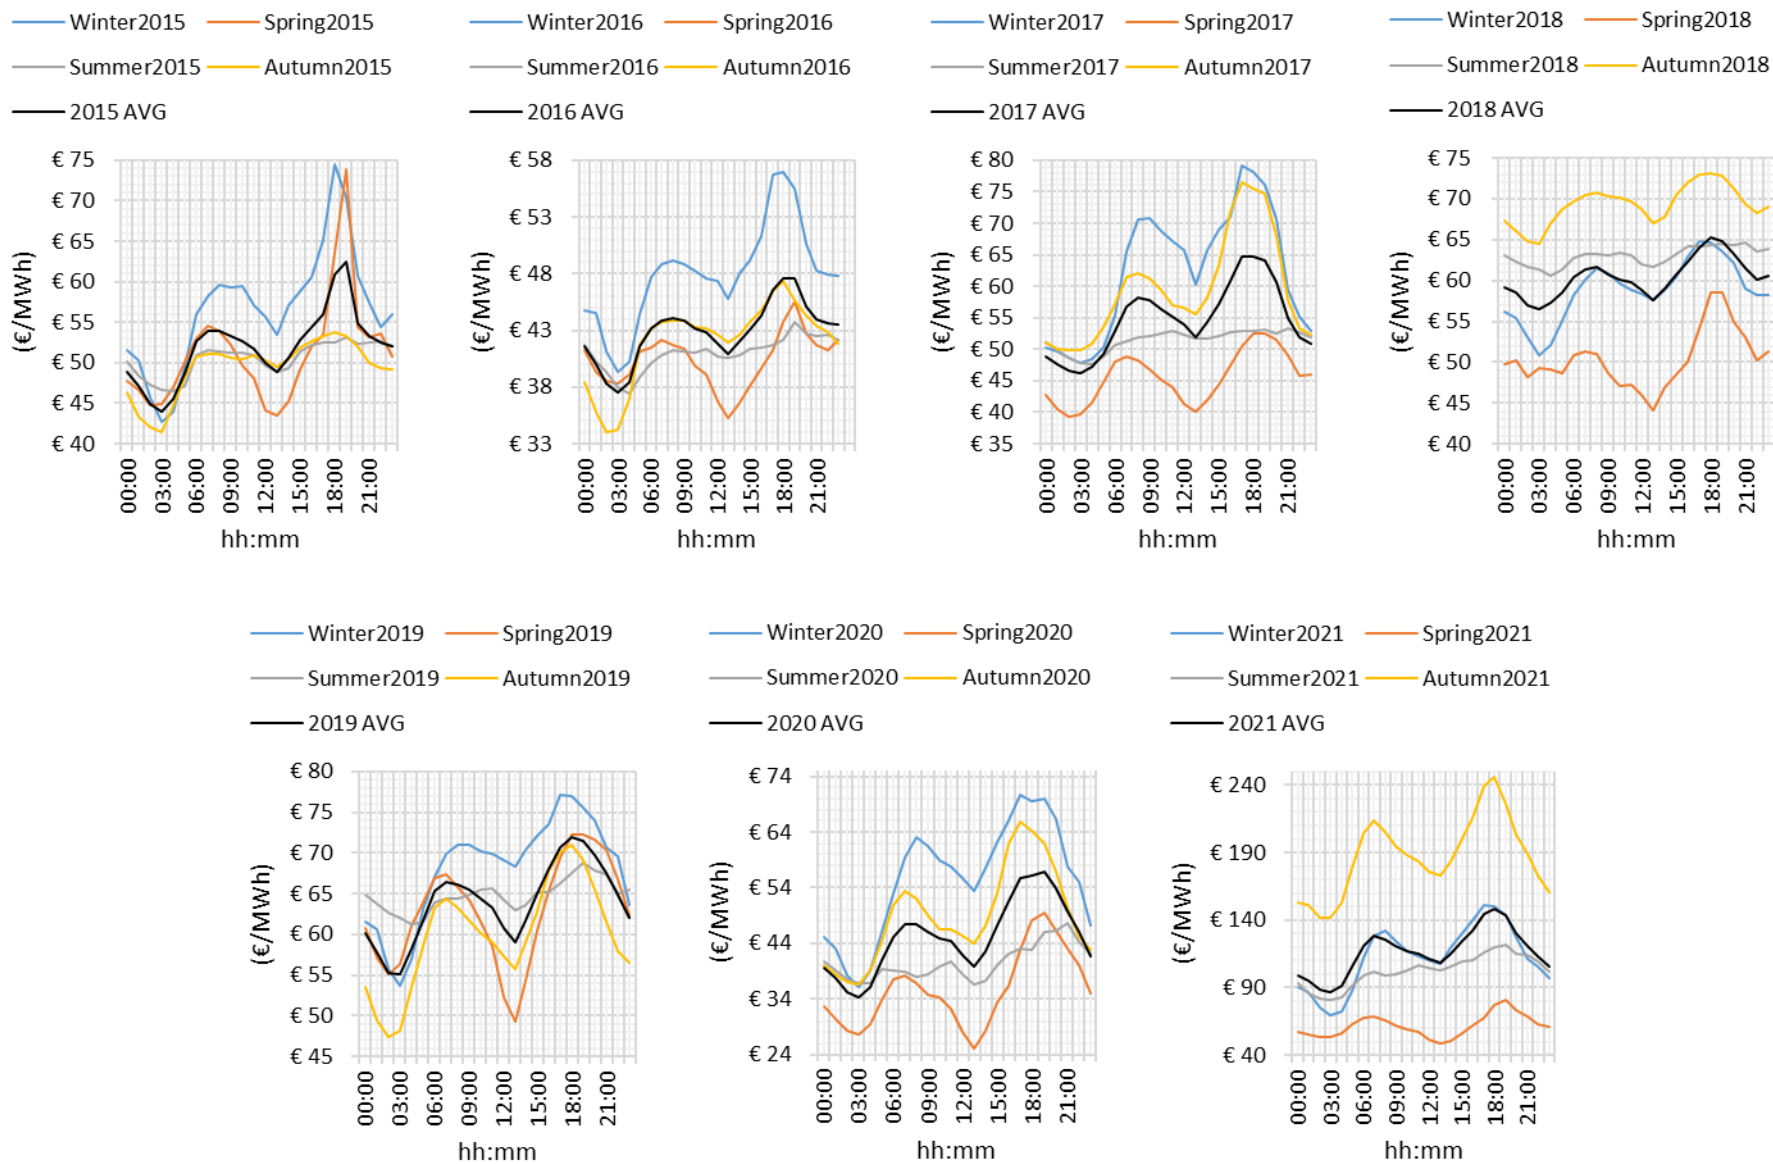 Winter2015 Spring2015
Summer2015 Autumn2015
2015 AVG
€ 75
€ 70
€ 65
€ 60
€ 55
€ 50
€ 45
€ 40
(€/MWh)
00:00 03:00 06:00 09:00 12:00 15:00 18:00 21:00
hh:mm
Winter2016 Spring2016
Summer2016 Autumn2016
2016 AVG
€ 58
€ 53
€ 48
€ 43
€ 38
€ 33
(€/MWh)
00:00 03:00 06:00 09:00 12:00 15:00 18:00 21:00
hh:mm
Winter2017 Spring2017
Summer2017 Autumn2017
2017 AVG
€ 80
€ 75
€ 70
€ 65
€ 60
€ 55
€ 50
€ 45
€ 40
€ 35
(€/MWh)
00:00 03:00 06:00 09:00 12:00 15:00 18:00 21:00
hh:mm
Winter2018 Spring2018
Summer2018 Autumn2018
2018 AVG
€ 75
€ 70
€ 65
€ 60
€ 55
€ 50
€ 45
€ 40
(€/MWh)
00:00 03:00 06:00 09:00 12:00 15:00 18:00 21:00
hh:mm
Winter2019 Spring2019
Summer2019 Autumn2019
2019 AVG
€ 80
€ 75
€ 70
€ 65
€ 60
€ 55
€ 50
€ 45
(€/MWh)
00:00 03:00 06:00 09:00 12:00 15:00 18:00 21:00
hh:mm
Winter2020 Spring2020
Summer2020 Autumn2020
2020 AVG
€ 74
€ 64
€ 54
€ 44
€ 34
€ 24
(€/MWh)
00:00 03:00 06:00 09:00 12:00 15:00 18:00 21:00
hh:mm
Winter2021 Spring2021
Summer2021 Autumn2021
2021 AVG
€ 240
€ 190
€ 140
€ 90
€ 40
(€/MWh)
00:00 03:00 06:00 09:00 12:00 15:00 18:00 21:00
hh:mm